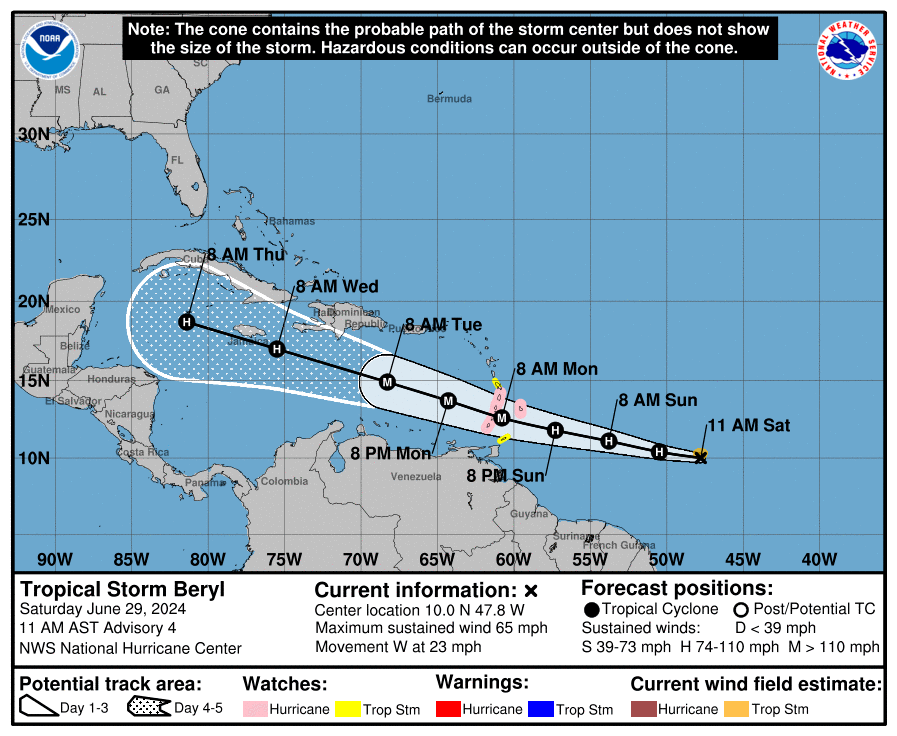 Note: The cone contains the probable path of the storm center but does not show
the size of the storm. Hazardous conditions can occur outside of the cone.
NOAA
NATIONAL WEATHER SERVICE
SC
MS
AL
GA
Bermuda
30N
FL
25N
Bahamas
8 AM Thu
Cuba
8 AM Wed
20N
Mexico
Haiti
Dominican
Republic
Puerto Rico
8 AM Tue
Jamaica
Belize
Guatemala
15N
Honduras
8 AM Mon
El Salvador
Nicaragua
8 AM Sun
11 AM Sat
H
H
M
M
M
H
H
H
Costa Rica
8 PM Mon
10N
Panama
Colombia
Venezuela
8 PM Sun
Guyana
Suriname
French Guiana
90W 85W 80W 75W 70W 65W 60W 55W 50W 45W 40W
Tropical Storm Beryl
Saturday June 29, 2024
11 AM AST Advisory 4
NWS National Hurricane Center
Current information: x
Center location 10.0 N 47.8 W
Maximum sustained wind 65 mph
Movement W at 23 mph
Forecast positions:
Tropical Cyclone Post/Potential TC
Sustained winds: D < 39 mph
S 39-73 mph H 74-110 mph M > 110 mph
Potential track area:
Day 1-3 Day 4-5
Watches:
Hurricane Trop Stm
Warnings:
Hurricane Trop Stm
Current wind field estimate:
Hurricane Trop Stm